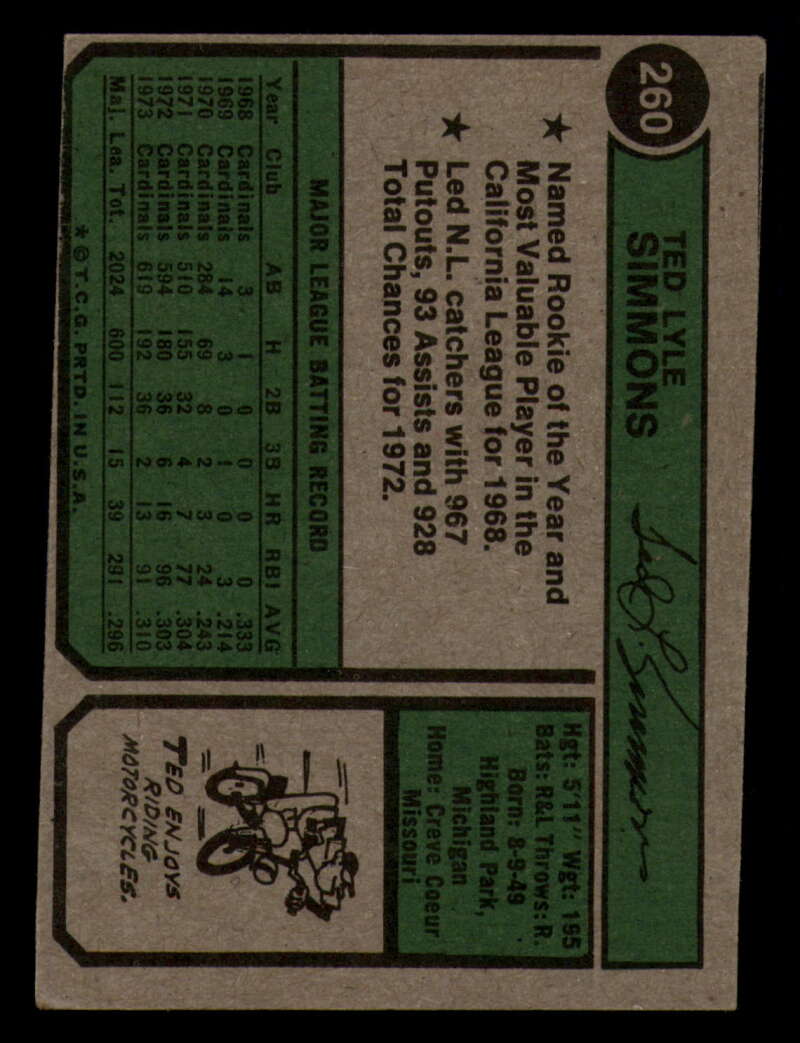 260
TED LYLE
SIMMONS
Ted L. Simmons
★ Named Rookie of the Year and
Most Valuable Player in the
California League for 1968.
★ Led N.L. catchers with 967
Putouts, 93 Assists and 928
Total Chances for 1972.
MAJOR LEAGUE BATTING RECORD
Year Club AB H 2B 3B HR RBI AVG
1968 Cardinals 3 1 0 0 0 0 .333
1969 Cardinals 14 3 0 1 0 3 .214
1970 Cardinals 284 69 8 2 3 24 .243
1971 Cardinals 510 155 32 4 7 77 .304
1972 Cardinals 594 180 36 6 16 96 .303
1973 Cardinals 619 192 36 2 13 91 .310
Maj. Lea. Tot. 2024 600 112 15 39 291 .296
★ © T.C.G. PRTD. IN U.S.A.
Hgt: 5'11" Wgt: 195
Bats: R&L Throws: R.
Born: 8-9-49
Highland Park,
Michigan
Home: Creve Coeur
Missouri
TED ENJOYS
RIDING
MOTORCYCLES.